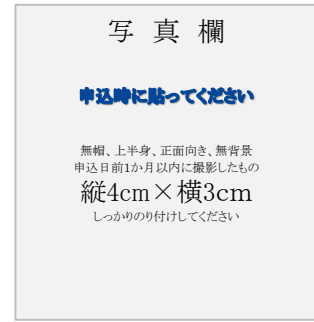 写 真 欄
申込時に貼ってください
無帽、上半身、正面向き、無背景
申込日前1か月以内に撮影したもの
縦4cm×横3cm
しっかりのり付けしてください